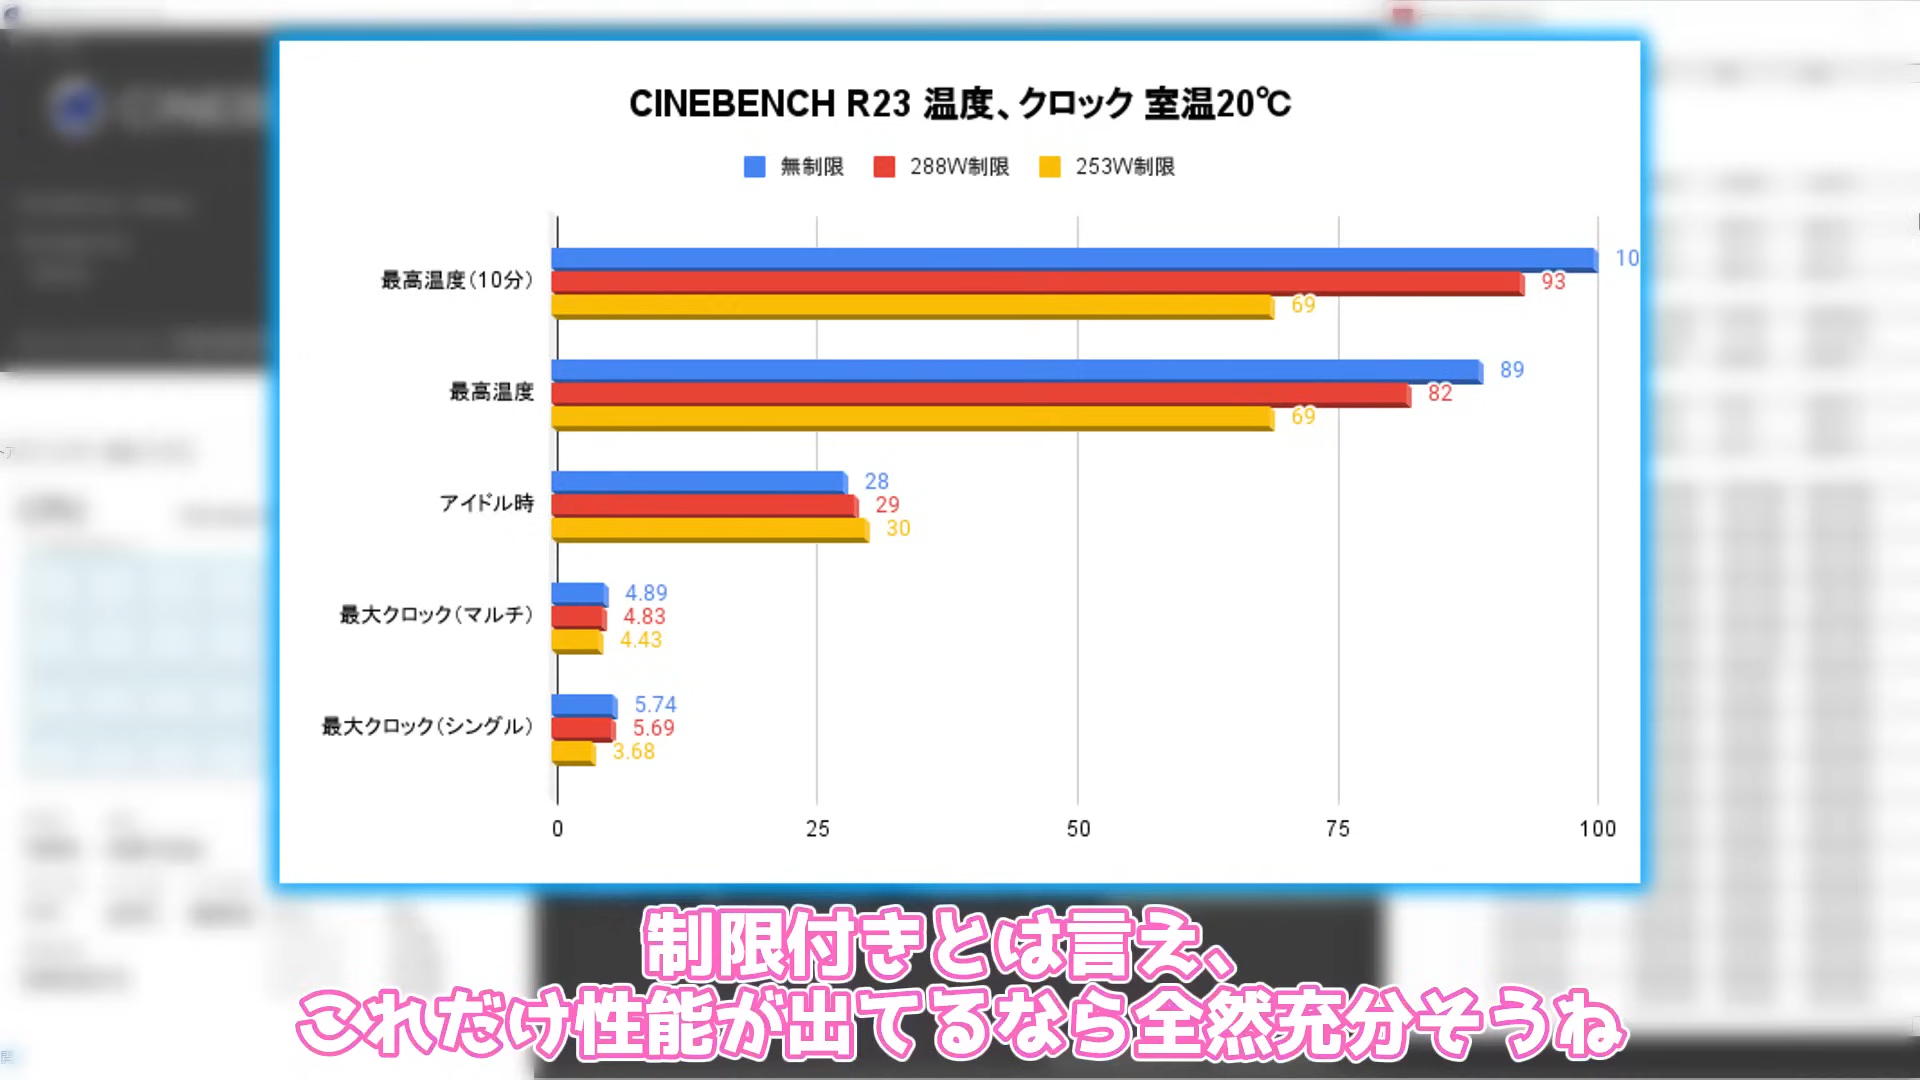 CINEBENCH R23 温度、クロック 室温20℃
無制限 288W制限 253W制限
最高温度（10分） 10 93 69
最高温度 89 82 69
アイドル時 28 29 30
最大クロック（マルチ） 4.89 4.83 4.43
最大クロック（シングル） 5.74 5.69 3.68
0 25 50 75 100
制限付きとは言え、
これだけ性能が出てるなら全然充分そうね